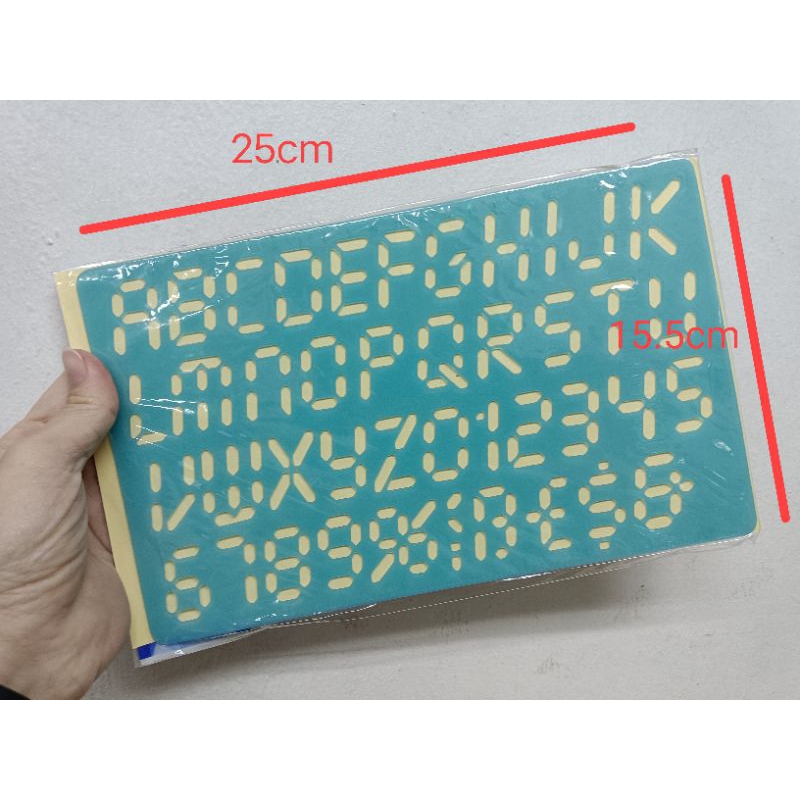 25cm
ABCDEFGHIJK
15.5cm
LMNOPQRSTU
VWXYZ012345
6789%!$&